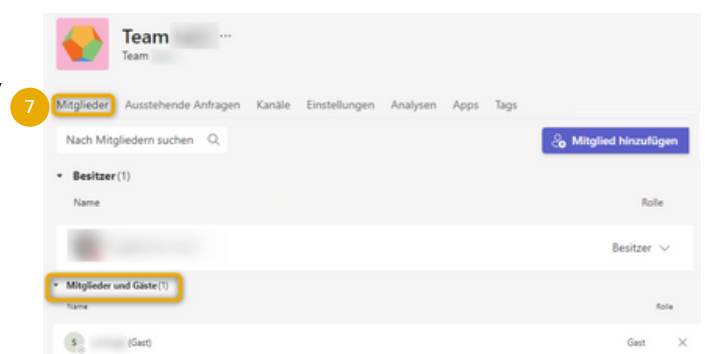 Team
Team
7
Mitglieder Ausstehende Anfragen Kanäle Einstellungen Analysen Apps Tags
Nach Mitgliedern suchen
Mitglied hinzufügen
Besitzer (1)
Name Rolle
Besitzer
Mitglieder und Gäste (1)
Name Rolle
S (Gast) Gast